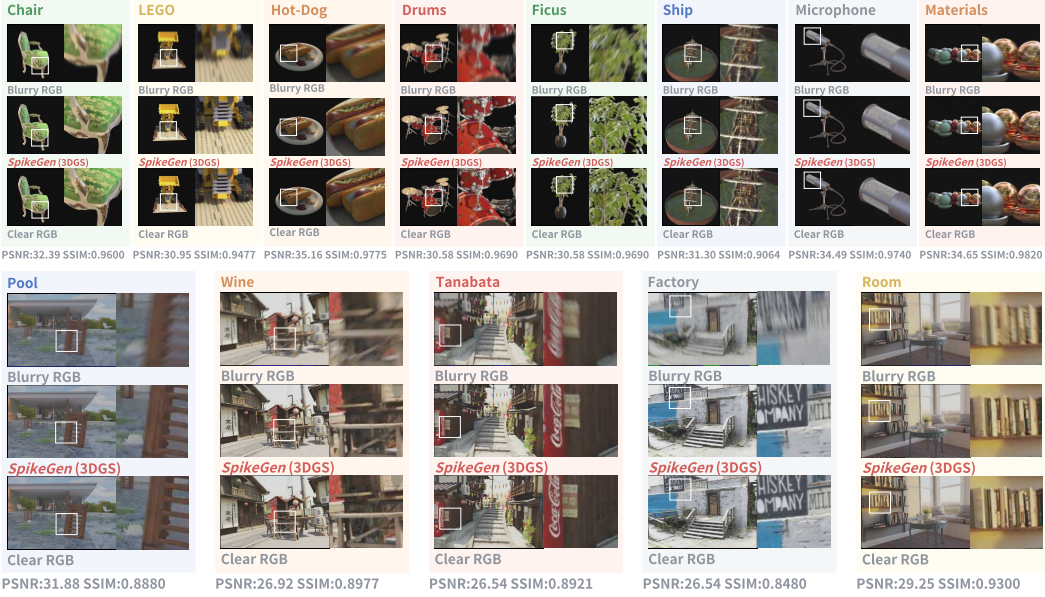 Chair LEGO Hot-Dog Drums Ficus Ship Microphone Materials
Blurry RGB Blurry RGB Blurry RGB Blurry RGB Blurry RGB Blurry RGB Blurry RGB Blurry RGB
SpikeGen (3DGS) SpikeGen (3DGS) SpikeGen (3DGS) SpikeGen (3DGS) SpikeGen (3DGS) SpikeGen (3DGS) SpikeGen (3DGS) SpikeGen (3DGS)
Clear RGB Clear RGB Clear RGB Clear RGB Clear RGB Clear RGB Clear RGB Clear RGB
PSNR:32.39 SSIM:0.9600 PSNR:30.95 SSIM:0.9477 PSNR:35.16 SSIM:0.9775 PSNR:30.58 SSIM:0.9690 PSNR:30.58 SSIM:0.9690 PSNR:31.30 SSIM:0.9064 PSNR:34.49 SSIM:0.9740 PSNR:34.65 SSIM:0.9820
Pool Wine Tanabata Factory Room
Blurry RGB Blurry RGB Blurry RGB Blurry RGB Blurry RGB
Coca-Cola HISKEY
OMPANY
SpikeGen (3DGS) SpikeGen (3DGS) SpikeGen (3DGS) SpikeGen (3DGS) SpikeGen (3DGS)
Coca-Cola HISKEY
OMPANY
Clear RGB Clear RGB Clear RGB Clear RGB Clear RGB
PSNR:31.88 SSIM:0.8880 PSNR:26.92 SSIM:0.8977 PSNR:26.54 SSIM:0.8921 PSNR:26.54 SSIM:0.8480 PSNR:29.25 SSIM:0.9300